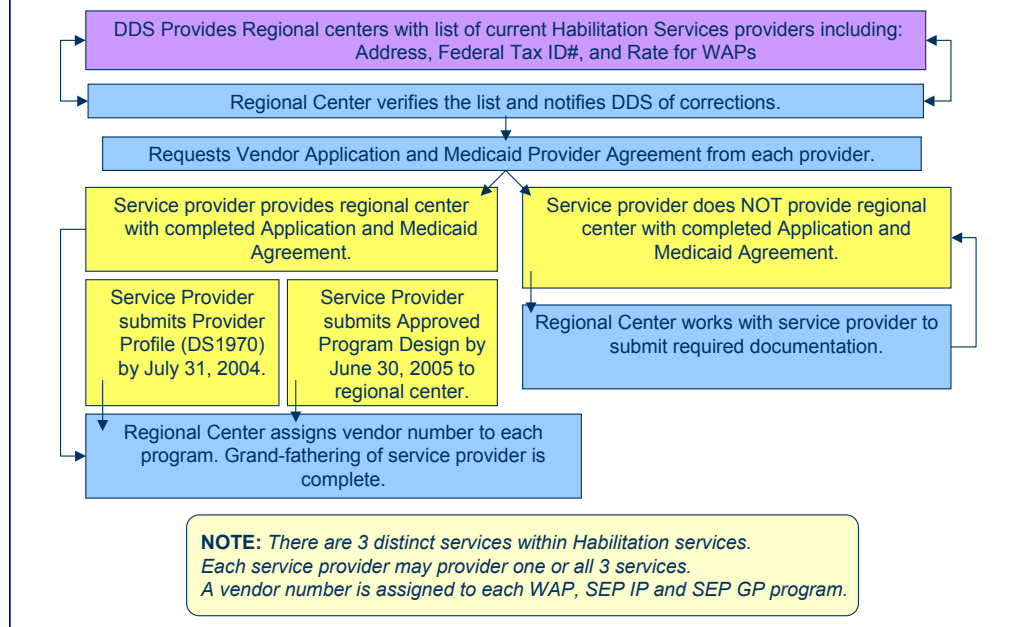 DDS Provides Regional centers with list of current Habilitation Services providers including:
Address, Federal Tax ID#, and Rate for WAPs
Regional Center verifies the list and notifies DDS of corrections.
Requests Vendor Application and Medicaid Provider Agreement from each provider.
Service provider provides regional center
with completed Application and Medicaid
Agreement.
Service provider does NOT provide regional
center with completed Application and
Medicaid Agreement.
Service Provider
submits Provider
Profile (DS1970)
by July 31, 2004.
Service Provider
submits Approved
Program Design by
June 30, 2005 to
regional center.
Regional Center works with service provider to
submit required documentation.
Regional Center assigns vendor number to each
program. Grand-fathering of service provider is
complete.
NOTE: There are 3 distinct services within Habilitation services.
Each service provider may provider one or all 3 services.
A vendor number is assigned to each WAP, SEP IP and SEP GP program.